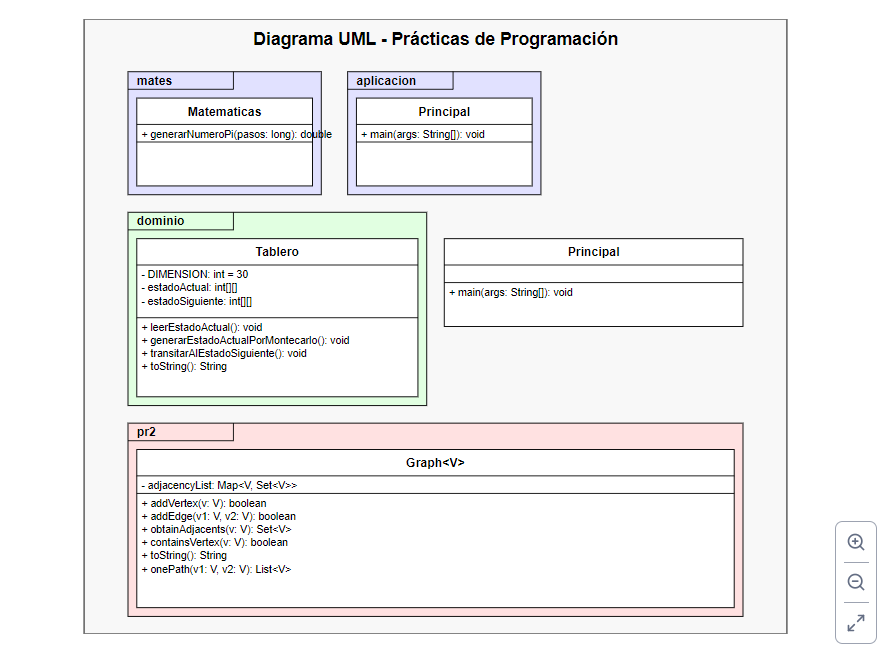 Diagrama UML - Prácticas de Programación
mates
Matematicas
+ generarNumeroPi(pasos: long): double
aplicacion
Principal
+ main(args: String[]): void
dominio
Tablero
- DIMENSION: int = 30
- estadoActual: int[][]
- estadoSiguiente: int[][]
+ leerEstadoActual(): void
+ generarEstadoActualPorMontecarlo(): void
+ transitarAlEstadoSiguiente(): void
+ toString(): String
Principal
+ main(args: String[]): void
pr2
Graph<V>
- adjacencyList: Map<V, Set<V>>
+ addVertex(v: V): boolean
+ addEdge(v1: V, v2: V): boolean
+ obtainAdjacents(v: V): Set<V>
+ containsVertex(v: V): boolean
+ toString(): String
+ onePath(v1: V, v2: V): List<V>